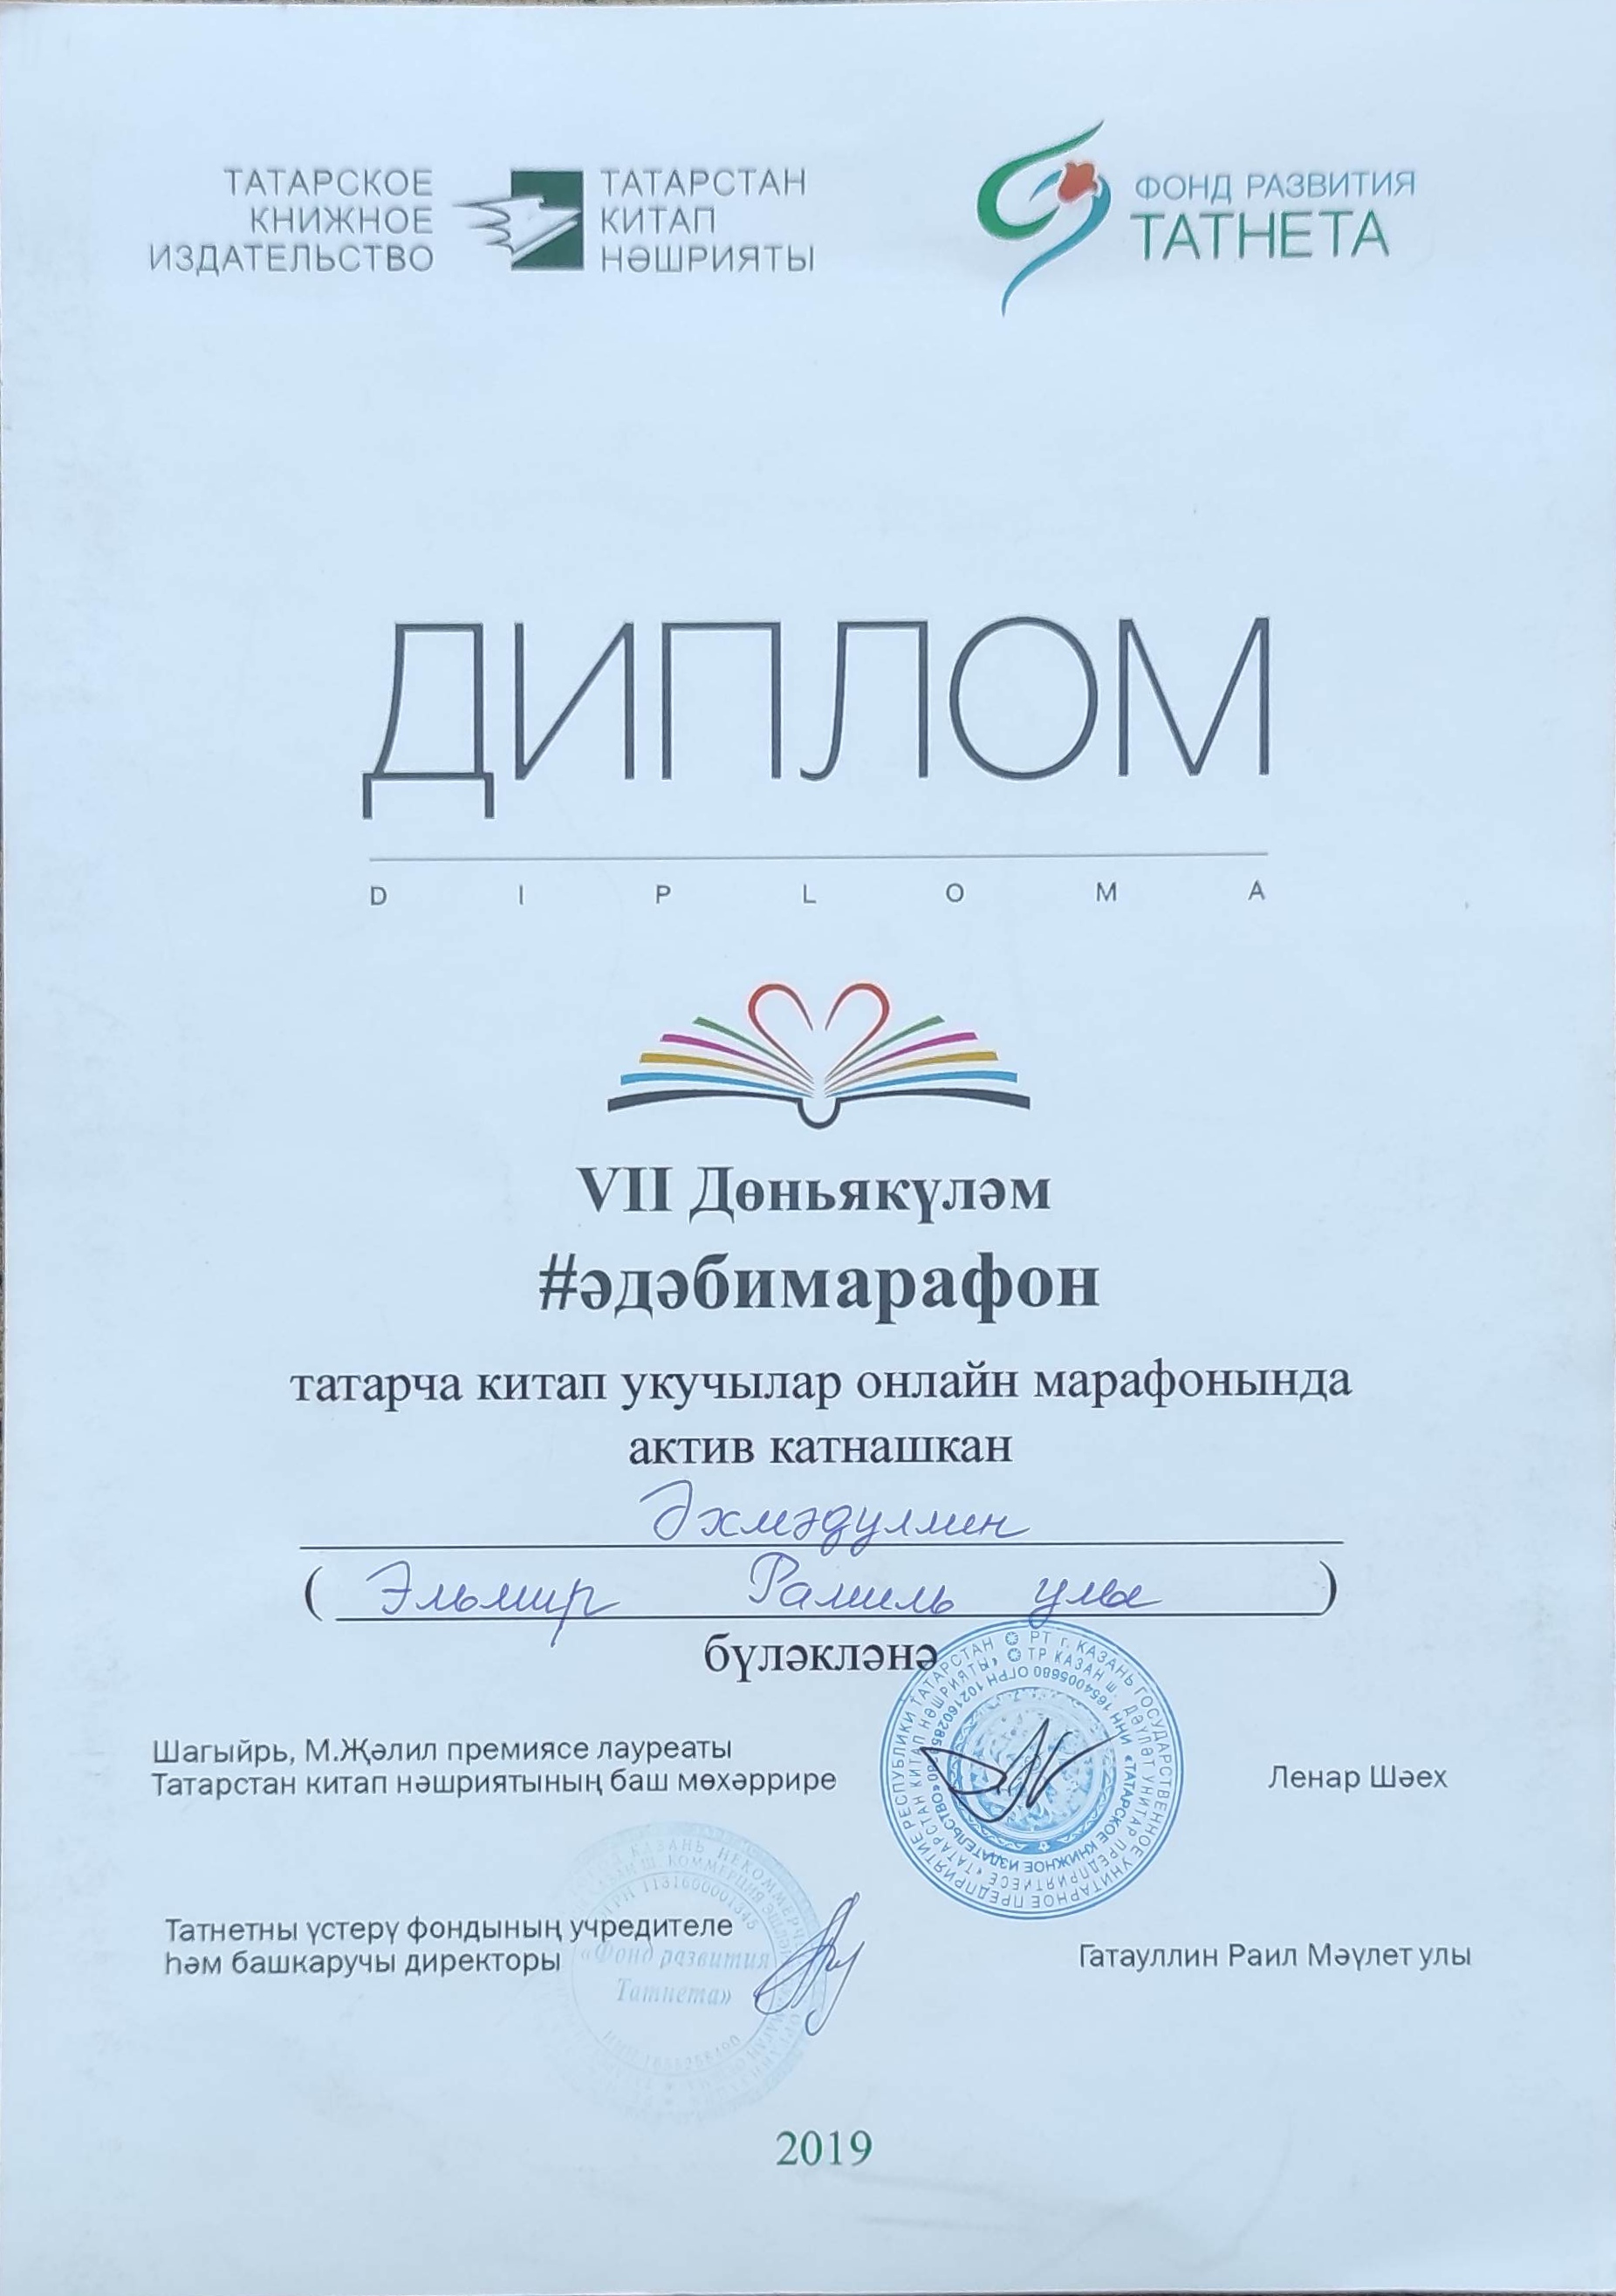 ТАТАРСКОЕ
КНИЖНОЕ
ИЗДАТЕЛЬСТВО
ТАТАРСТАН
КИТАП
НӘШРИЯТЫ
ФОНД РАЗВИТИЯ
ТАТНЕТА
ДИПЛОМ
DIPLOMA
VII Дөньякүләм
#әдәбимарафон
татарча китап укучылар онлайн марафонында
актив катнашкан
Әхмәдуллин
( Эльмир Рамиль улы )
бүләкләнә
Шагыйрь, М.Җәлил премиясе лауреаты
Татарстан китап нәшриятының баш мөхәррире
Ленар Шәех
Татнетны үстерү фондының учредителе
һәм башкаручы директоры
Гатауллин Раил Мәүлет улы
«Фонд развития
Татнета»
2019